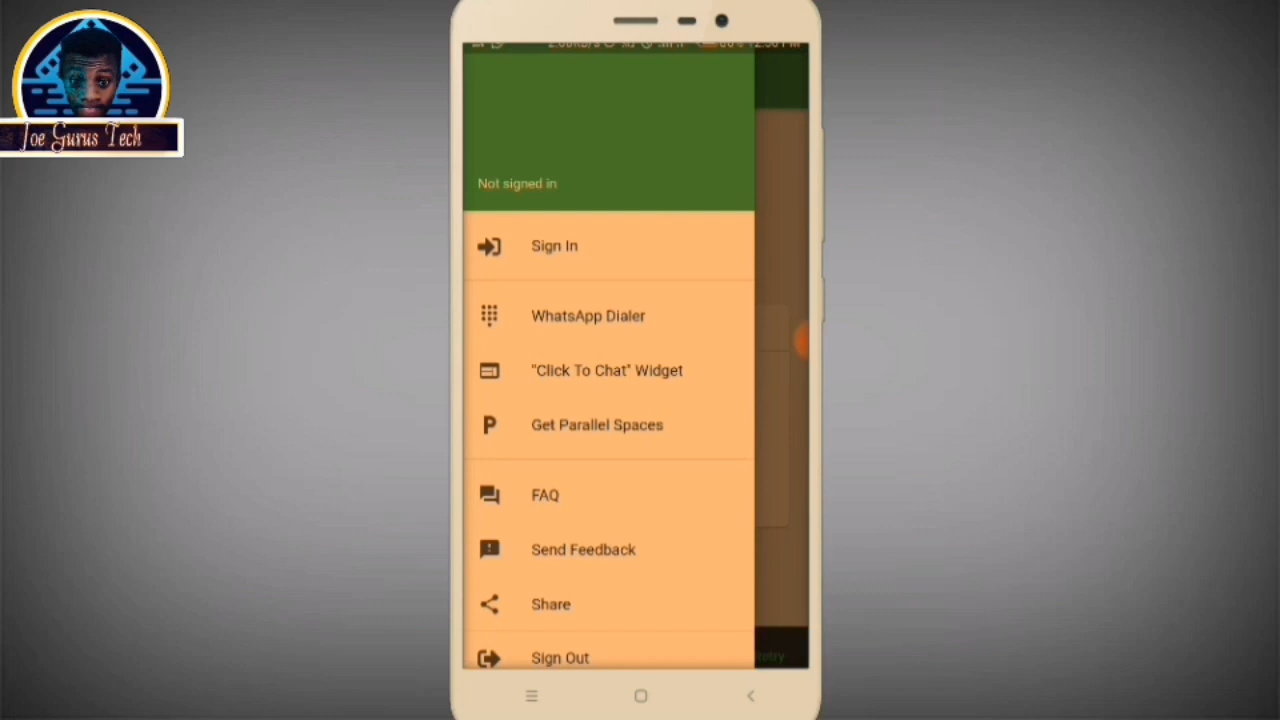 Joe Gurus Tech
Not signed in
Sign In
WhatsApp Dialer
"Click To Chat" Widget
Get Parallel Spaces
FAQ
Send Feedback
Share
Sign Out
Retry